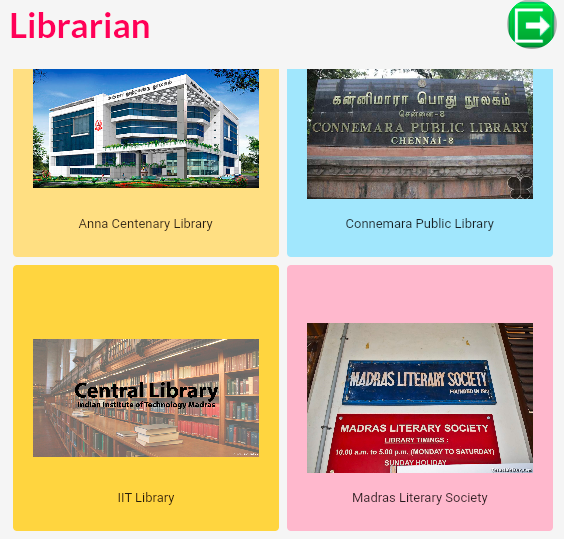 Librarian
கன்னிமாரா பொது நூலகம்
சென்னை-8
CONNEMARA PUBLIC LIBRARY
CHENNAI-8
Anna Centenary Library
Connemara Public Library
Central Library
Indian Institute of Technology Madras
MADRAS LITERARY SOCIETY
MADRAS LITERARY SOCIETY
LIBRARY TIMINGS :
10.00 a.m. to 5.00 p.m. (MONDAY TO SATURDAY)
SUNDAY HOLIDAY
IIT Library
Madras Literary Society